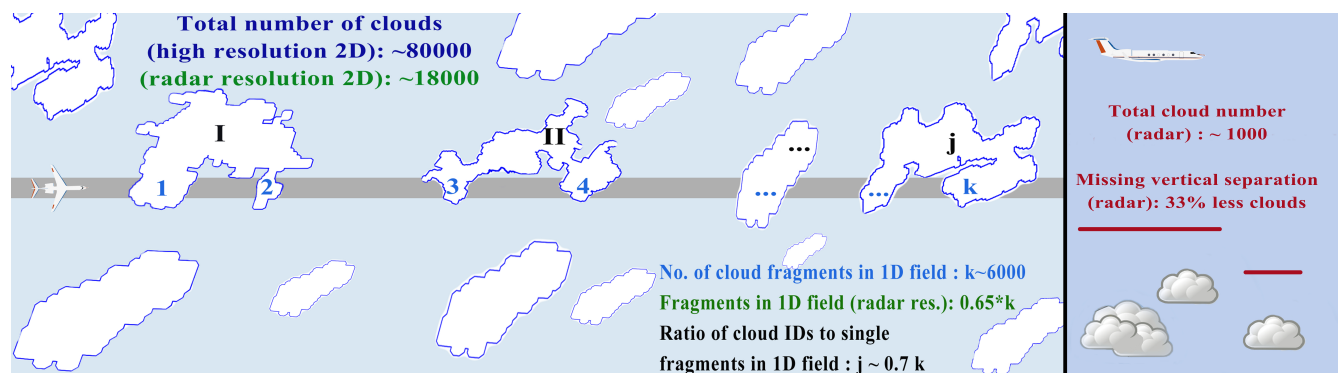 Total number of clouds
(high resolution 2D): ~80000
(radar resolution 2D): ~18000
I
II
...
j
1
2
3
4
...
...
k
No. of cloud fragments in 1D field : k~6000
Fragments in 1D field (radar res.): 0.65*k
Ratio of cloud IDs to single
fragments in 1D field : j ~ 0.7 k
Total cloud number
(radar) : ~ 1000
Missing vertical separation
(radar): 33% less clouds